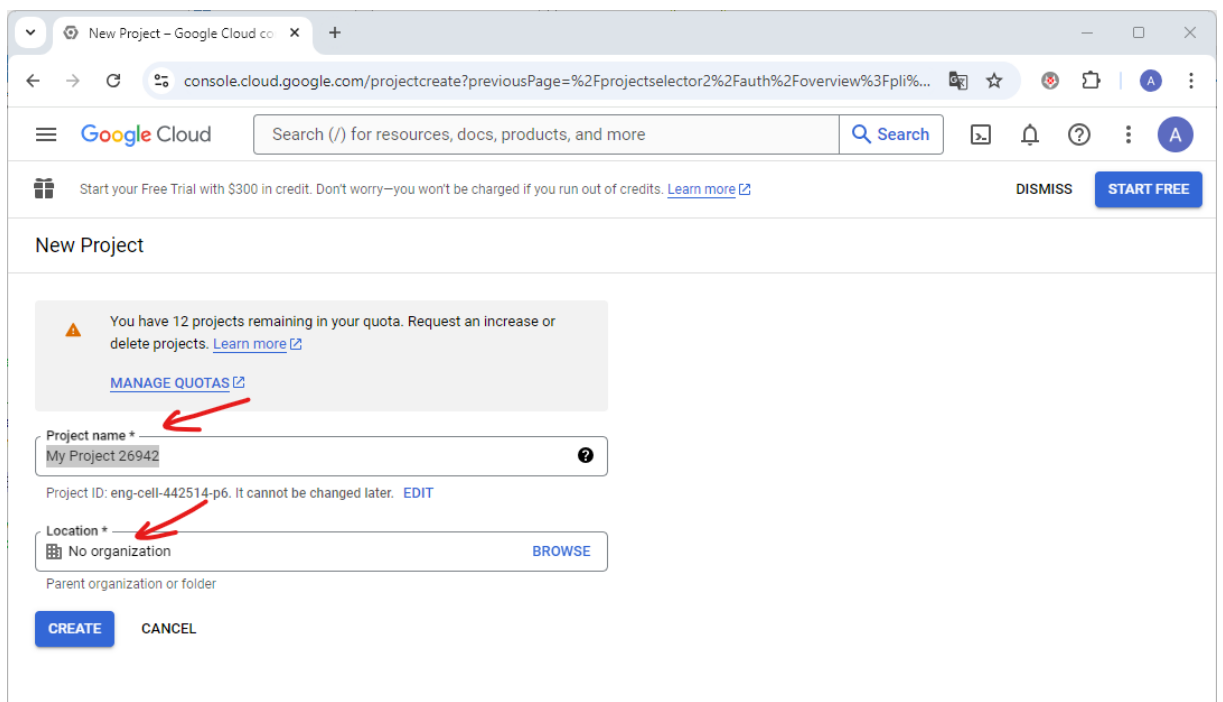 New Project – Google Cloud co
console.cloud.google.com/projectcreate?previousPage=%2Fprojectselector2%2Fauth%2Foverview%3Fpli%...
A
Google Cloud
Search (/) for resources, docs, products, and more
Search
A
Start your Free Trial with $300 in credit. Don't worry—you won't be charged if you run out of credits. Learn more
DISMISS
START FREE
New Project
You have 12 projects remaining in your quota. Request an increase or
delete projects. Learn more
MANAGE QUOTAS
Project name *
My Project 26942
Project ID: eng-cell-442514-p6. It cannot be changed later. EDIT
Location *
No organization
BROWSE
Parent organization or folder
CREATE
CANCEL